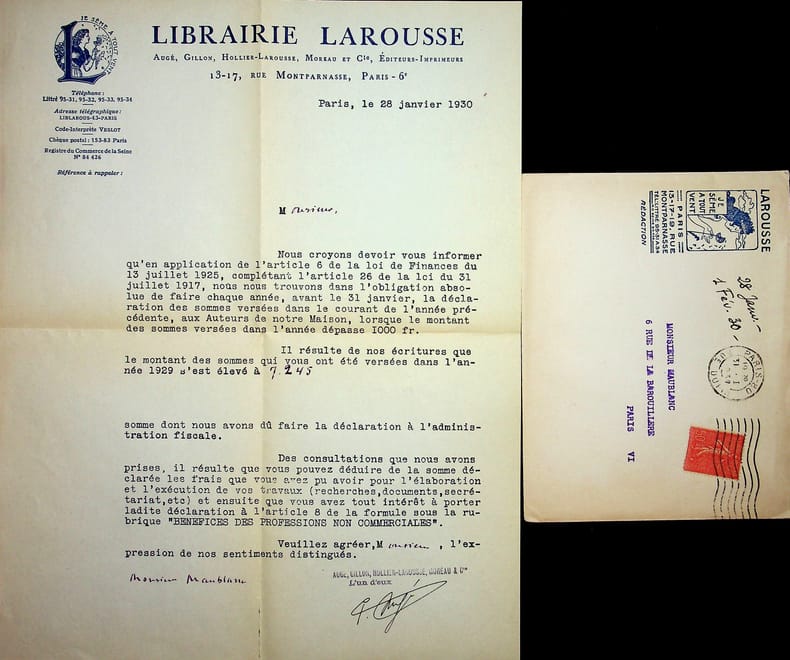 JE SÈME A TOUT VENT
LIBRAIRIE LAROUSSE
AUGÉ, GILLON, HOLLIER-LAROUSSE, MOREAU ET Cie, ÉDITEURS-IMPRIMEURS
13-17, RUE MONTPARNASSE, PARIS-6e
Paris, le 28 janvier 1930
Téléphone :
Littré 95-31, 95-32, 95-33, 95-34
Adresse télégraphique :
LIBLAROUS-43-PARIS
Code-Interprète VESLOT
Chèque postal : 153-83 Paris
Registre du Commerce de la Seine
N° 84 426
Référence à rappeler :
Monsieur,
Nous croyons devoir vous informer
qu'en application de l'article 6 de la loi de Finances du
13 juillet 1925, complétant l'article 26 de la loi du 31
juillet 1917, nous nous trouvons dans l'obligation abso-
lue de faire chaque année, avant le 31 janvier, la décla-
ration des sommes versées dans le courant de l'année pré-
cédente, aux Auteurs de notre Maison, lorsque le montant
des sommes versées dans l'année dépasse I000 fr.
Il résulte de nos écritures que
le montant des sommes qui vous ont été versées dans l'an-
née 1929 s'est élevé à 7.245
somme dont nous avons dû faire la déclaration à l'adminis-
tration fiscale.
Des consultations que nous avons
prises, il résulte que vous pouvez déduire de la somme dé-
clarée les frais que vous avez pu avoir pour l'élaboration
et l'exécution de vos travaux (recherches,documents,secré-
tariat,etc) et ensuite que vous avez tout intérêt à porter
ladite déclaration à l'article 8 de la formule sous la ru-
brique "BENEFICES DES PROFESSIONS NON COMMERCIALES".
Veuillez agréer,Monsieur , l'ex-
pression de nos sentiments distingués.
Monsieur Maublanc
AUGÉ, GILLON, HOLLIER-LAROUSSE, MOREAU & Cie
L'un d'eux
LAROUSSE
JE
SÈME
A TOUT
VENT
PARIS
13-17-19, RUE
MONTPARNASSE
RÉDACTION
28 Janv -
1 Fév. 30 -
MONSIEUR MAUBLANC
6 RUE DE LA BAROUILLERE
PARIS VI